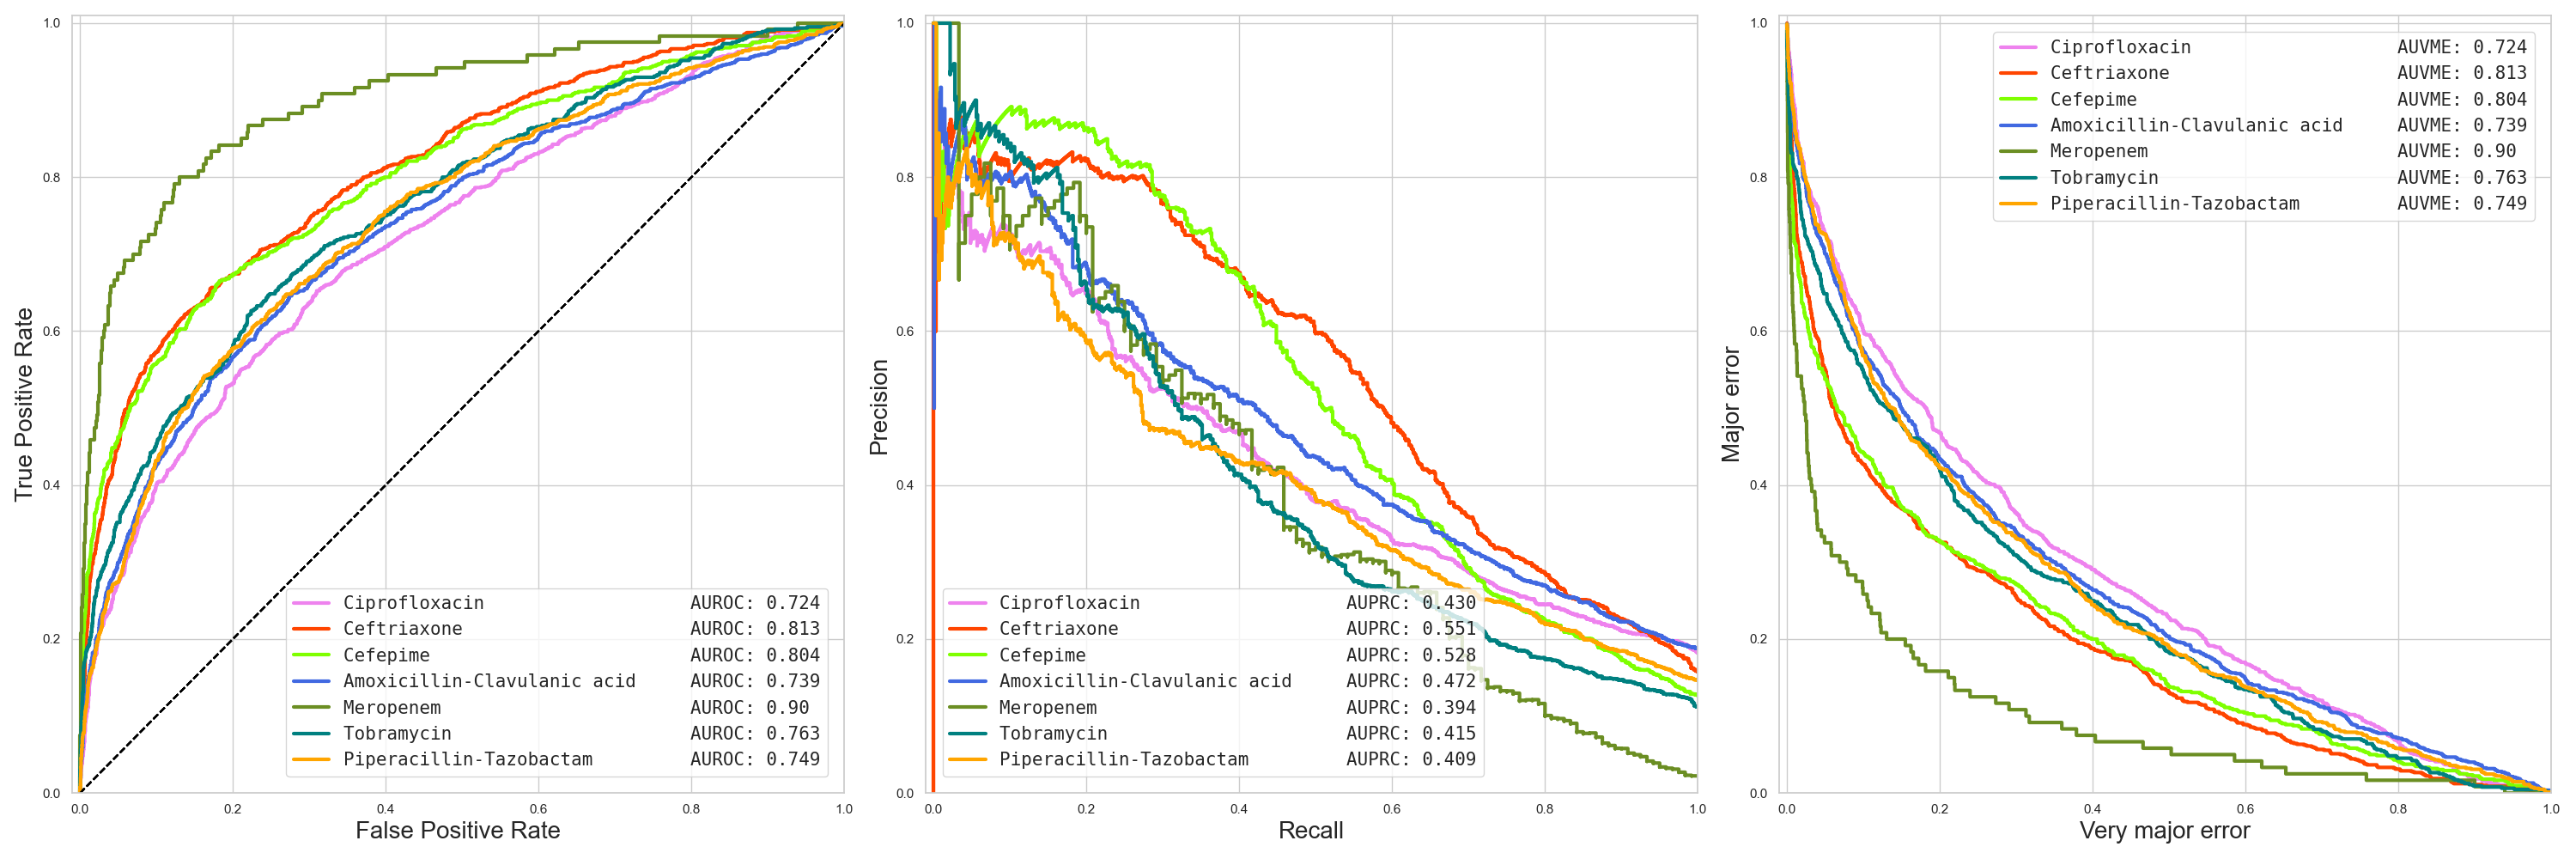 1.0
0.8
0.6
0.4
0.2
0.0
True Positive Rate
Ciprofloxacin AUROC: 0.724
Ceftriaxone AUROC: 0.813
Cefepime AUROC: 0.804
Amoxicillin-Clavulanic acid AUROC: 0.739
Meropenem AUROC: 0.90
Tobramycin AUROC: 0.763
Piperacillin-Tazobactam AUROC: 0.749
0.0 0.2 0.4 0.6 0.8 1.0
False Positive Rate
1.0
0.8
0.6
0.4
0.2
0.0
Precision
Ciprofloxacin AUPRC: 0.430
Ceftriaxone AUPRC: 0.551
Cefepime AUPRC: 0.528
Amoxicillin-Clavulanic acid AUPRC: 0.472
Meropenem AUPRC: 0.394
Tobramycin AUPRC: 0.415
Piperacillin-Tazobactam AUPRC: 0.409
0.0 0.2 0.4 0.6 0.8 1.0
Recall
1.0
0.8
0.6
0.4
0.2
0.0
Major error
Ciprofloxacin AUVME: 0.724
Ceftriaxone AUVME: 0.813
Cefepime AUVME: 0.804
Amoxicillin-Clavulanic acid AUVME: 0.739
Meropenem AUVME: 0.90
Tobramycin AUVME: 0.763
Piperacillin-Tazobactam AUVME: 0.749
0.0 0.2 0.4 0.6 0.8 1.0
Very major error